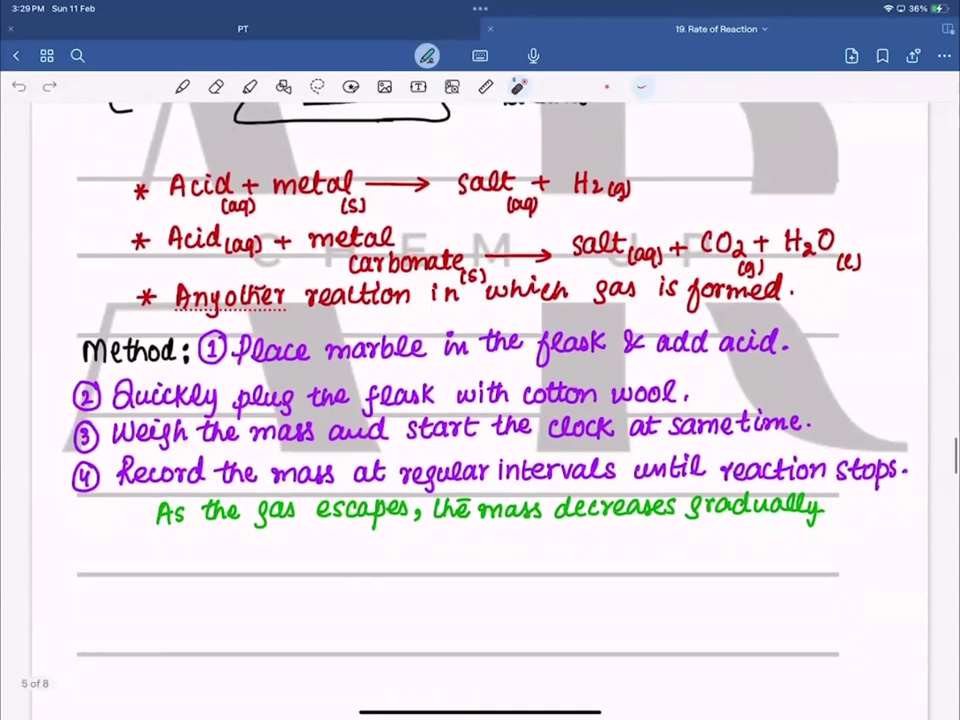 3:29 PM Sun 11 Feb
36%
PT
19. Rate of Reaction
* Acid(aq) + metal(s) → salt(aq) + H2(g)
* Acid(aq) + metal carbonate(s) → salt(aq) + CO2(g) + H2O(l)
* Anyother reaction in which gas is formed.
Method: ① Place marble in the flask & add acid.
② Quickly plug the flask with cotton wool.
③ Weigh the mass and start the clock at sametime.
④ Record the mass at regular intervals until reaction stops.
As the gas escapes, the mass decreases gradually
5 of 8